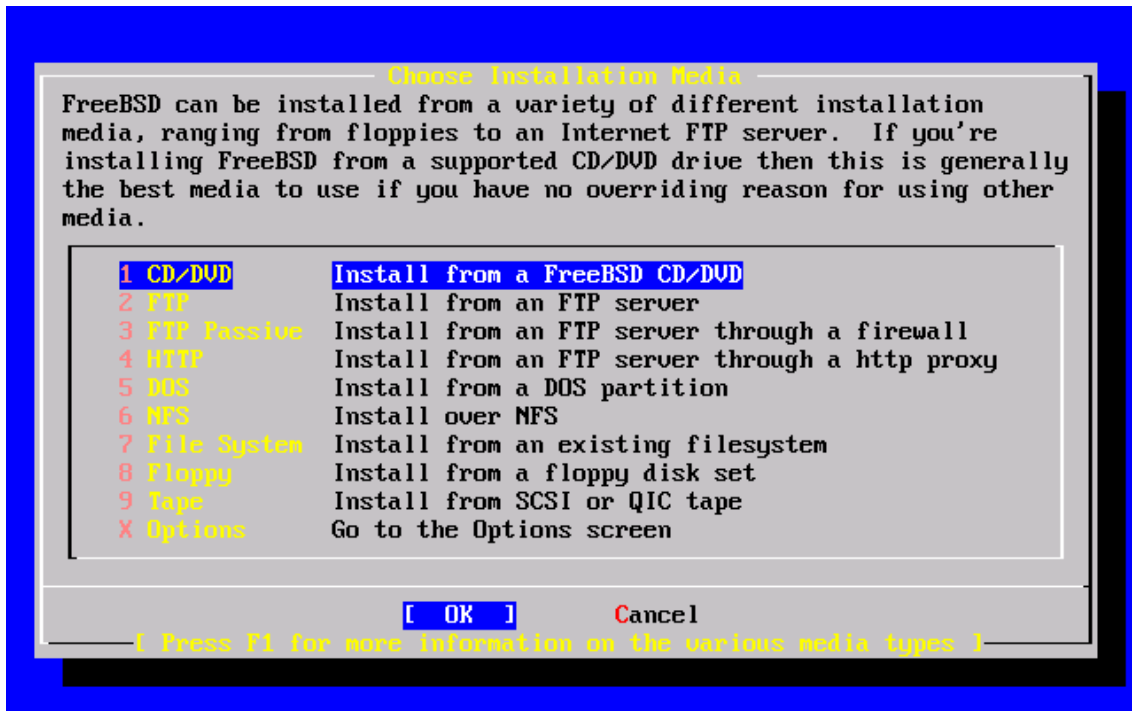 Choose Installation Media
FreeBSD can be installed from a variety of different installation
media, ranging from floppies to an Internet FTP server.  If you're
installing FreeBSD from a supported CD/DVD drive then this is generally
the best media to use if you have no overriding reason for using other
media.
1 CD/DVD Install from a FreeBSD CD/DVD
2 FTP Install from an FTP server
3 FTP Passive Install from an FTP server through a firewall
4 HTTP Install from an FTP server through a http proxy
5 DOS Install from a DOS partition
6 NFS Install over NFS
7 File System Install from an existing filesystem
8 Floppy Install from a floppy disk set
9 Tape Install from SCSI or QIC tape
X Options Go to the Options screen
[ OK ] Cancel
[ Press F1 for more information on the various media types ]